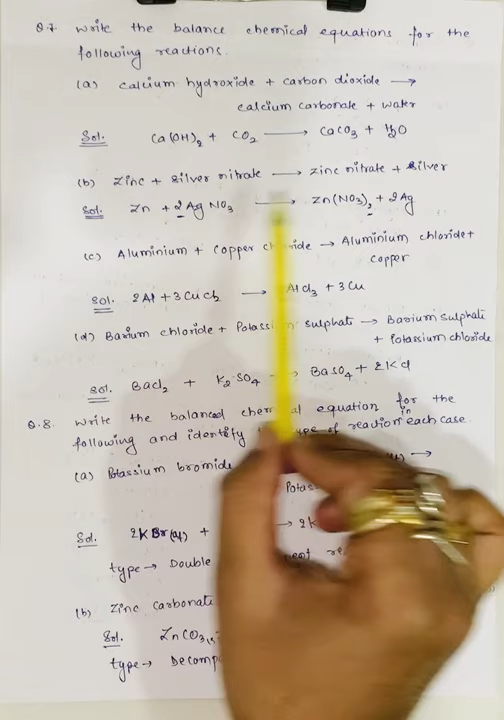 Q.7 Write the balance chemical equations for the
following reactions.
(a) Calcium hydroxide + carbon dioxide →
calcium carbonate + water
Sol. Ca(OH)₂ + CO₂ → CaCO₃ + H₂O
(b) Zinc + silver nitrate → zinc nitrate + silver
Sol. Zn + 2AgNO₃ → Zn(NO₃)₂ + 2Ag
(c) Aluminium + Copper → Aluminium chloride +
copper
Sol. 2Al + 3CuCl₂ → AlCl₃ + 3Cu
(d) Barium chloride + Potassi sulphate → Barium Sulphate
+ Potassium chloride
Sol. BaCl₂ + K₂SO₄ → BaSO₄ + 2KCl
Q.8. Write the balanced equation for the
following and identify type of reaction in each case.
(a) Potassium bromide →
Potas
Sol. 2KBr + → 2K
type → Double
(b) Zinc carbonate
Sol. ZnCO₃
type → Decomp